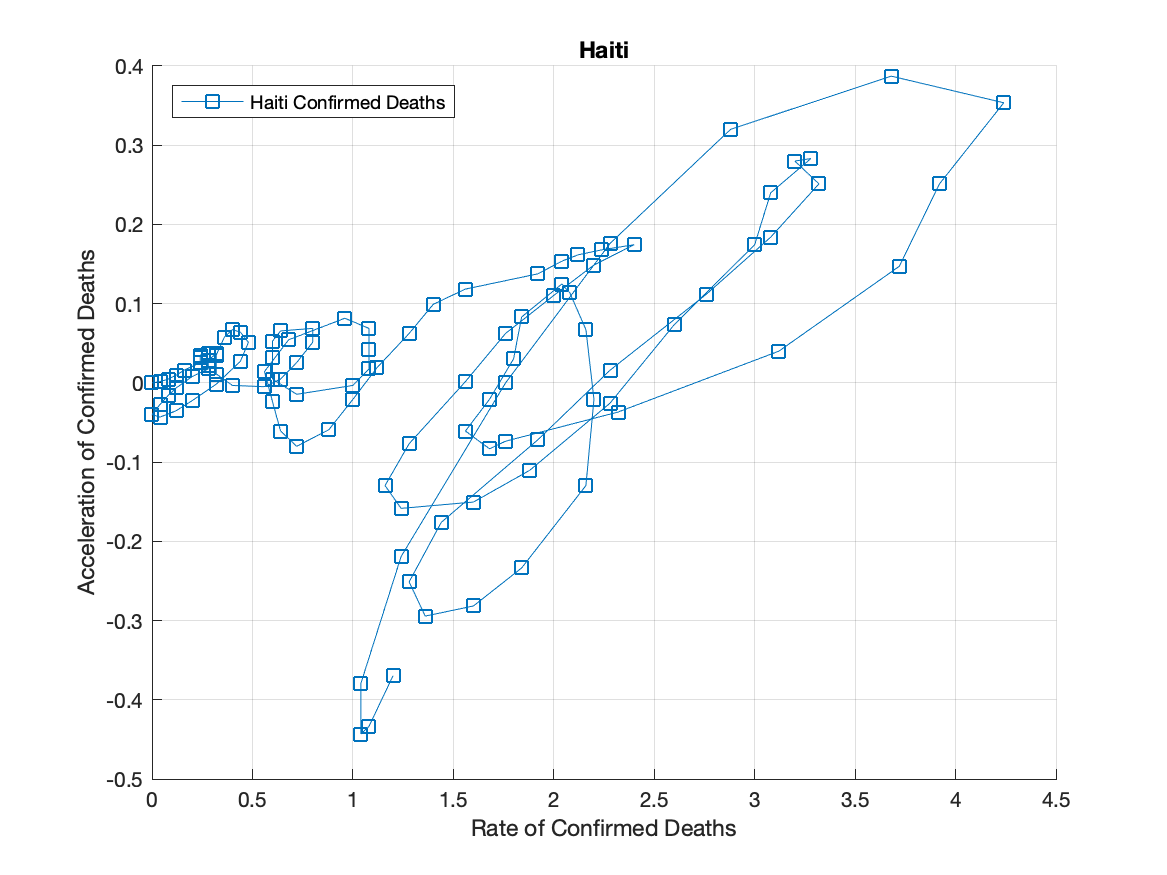 Haiti
0.4
Haiti Confirmed Deaths
0.3
0.2
0.1
0
-0.1
-0.2
-0.3
-0.4
-0.5
Acceleration of Confirmed Deaths
0 0.5 1 1.5 2 2.5 3 3.5 4 4.5
Rate of Confirmed Deaths